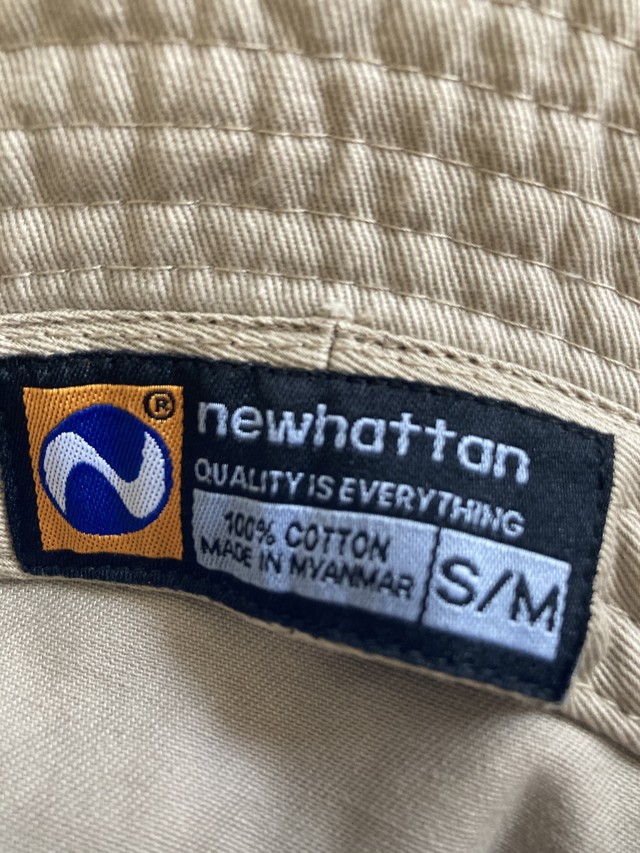 ®
newhattan
QUALITY IS EVERYTHING
100% COTTON
MADE IN MYANMAR
S/M